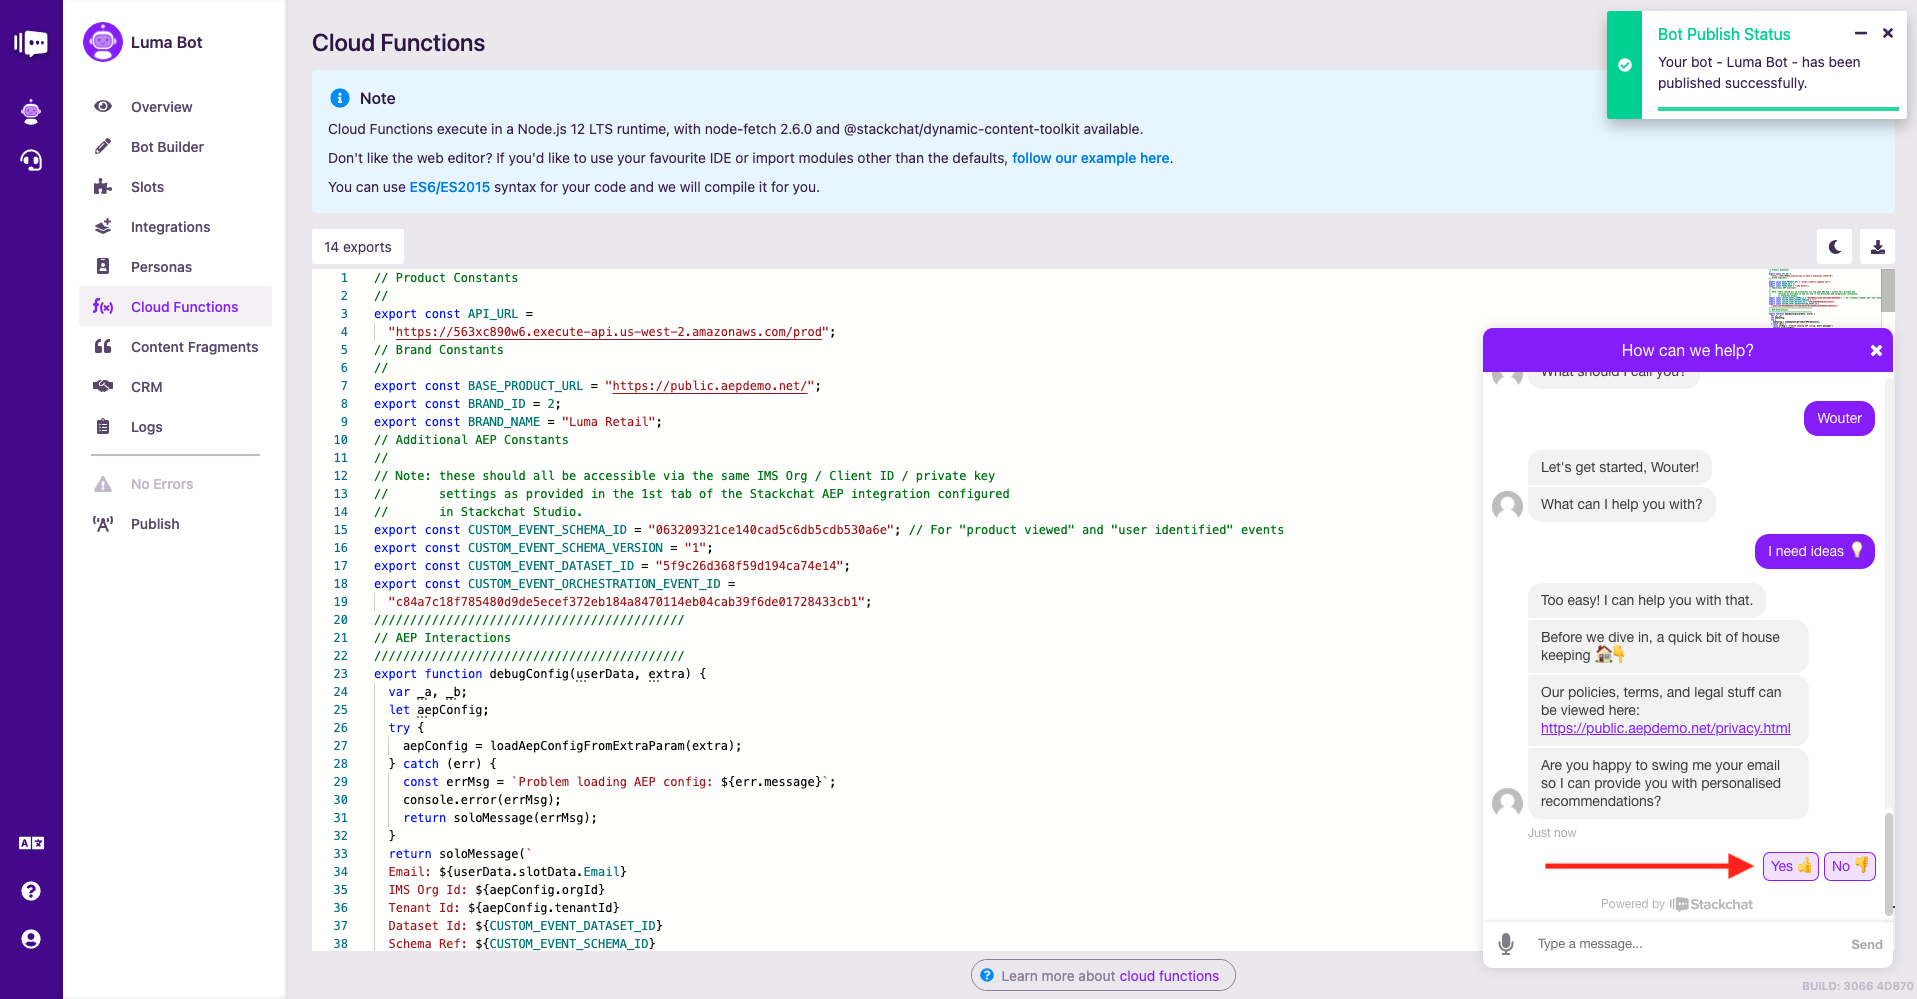 Luma Bot
Overview
Bot Builder
Slots
Integrations
Personas
f(x) Cloud Functions
Content Fragments
CRM
Logs
No Errors
Publish
Cloud Functions
Note
Cloud Functions execute in a Node.js 12 LTS runtime, with node-fetch 2.6.0 and @stackchat/dynamic-content-toolkit available.
Don't like the web editor? If you'd like to use your favourite IDE or import modules other than the defaults, follow our example here.
You can use ES6/ES2015 syntax for your code and we will compile it for you.
Bot Publish Status
Your bot - Luma Bot - has been
published successfully.
14 exports
1 // Product Constants
2 //
3 export const API_URL =
4 "https://563xc890w6.execute-api.us-west-2.amazonaws.com/prod";
5 // Brand Constants
6 //
7 export const BASE_PRODUCT_URL = "https://public.aepdemo.net/";
8 export const BRAND_ID = 2;
9 export const BRAND_NAME = "Luma Retail";
10 // Additional AEP Constants
11 //
12 // Note: these should all be accessible via the same IMS Org / Client ID / private key
13 // settings as provided in the 1st tab of the Stackchat AEP integration configured
14 // in Stackchat Studio.
15 export const CUSTOM_EVENT_SCHEMA_ID = "063209321ce140cad5c6db5cdb530a6e"; // For "product viewed" and "user identified" events
16 export const CUSTOM_EVENT_SCHEMA_VERSION = "1";
17 export const CUSTOM_EVENT_DATASET_ID = "5f9c26d368f59d194ca74e14";
18 export const CUSTOM_EVENT_ORCHESTRATION_EVENT_ID =
19 "c84a7c18f785480d9de5ecef372eb184a8470114eb04cab39f6de01728433cb1";
20 ///////////////////////////////////////////
21 // AEP Interactions
22 ///////////////////////////////////////////
23 export function debugConfig(userData, extra) {
24 var _a, _b;
25 let aepConfig;
26 try {
27 aepConfig = loadAepConfigFromExtraParam(extra);
28 } catch (err) {
29 const errMsg = `Problem loading AEP config: ${err.message}`;
30 console.error(errMsg);
31 return soloMessage(errMsg);
32 }
33 return soloMessage(`
34 Email: ${userData.slotData.Email}
35 IMS Org Id: ${aepConfig.orgId}
36 Tenant Id: ${aepConfig.tenantId}
37 Dataset Id: ${CUSTOM_EVENT_DATASET_ID}
38 Schema Ref: ${CUSTOM_EVENT_SCHEMA_ID}
How can we help?
What should I call you?
Wouter
Let's get started, Wouter!
What can I help you with?
I need ideas 💡
Too easy! I can help you with that.
Before we dive in, a quick bit of house
keeping 🏠👇
Our policies, terms, and legal stuff can
be viewed here:
https://public.aepdemo.net/privacy.html
Are you happy to swing me your email
so I can provide you with personalised
recommendations?
Just now
Yes 👍 No 👎
Powered by Stackchat
Type a message... Send
Learn more about cloud functions
BUILD: 3066 4D870